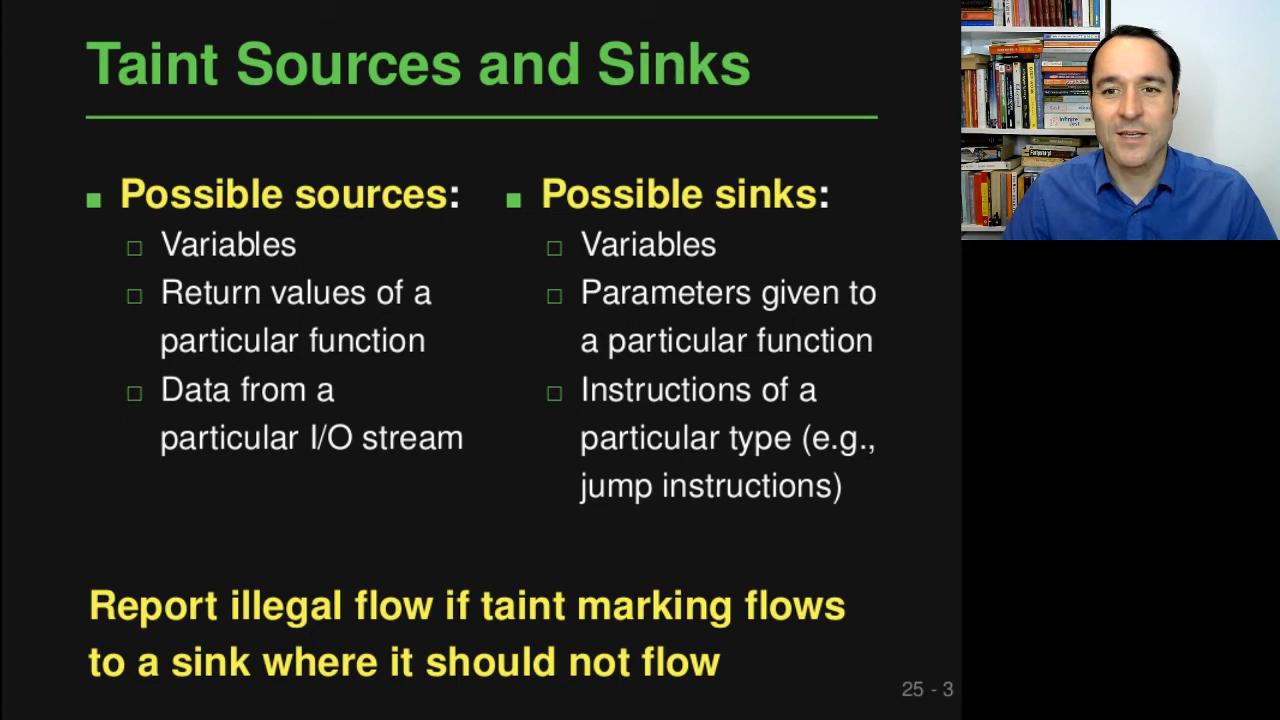 Taint Sources and Sinks
Possible sources:
Variables
Return values of a
particular function
Data from a
particular I/O stream
Possible sinks:
Variables
Parameters given to
a particular function
Instructions of a
particular type (e.g.,
jump instructions)
Report illegal flow if taint marking flows
to a sink where it should not flow
25 - 3